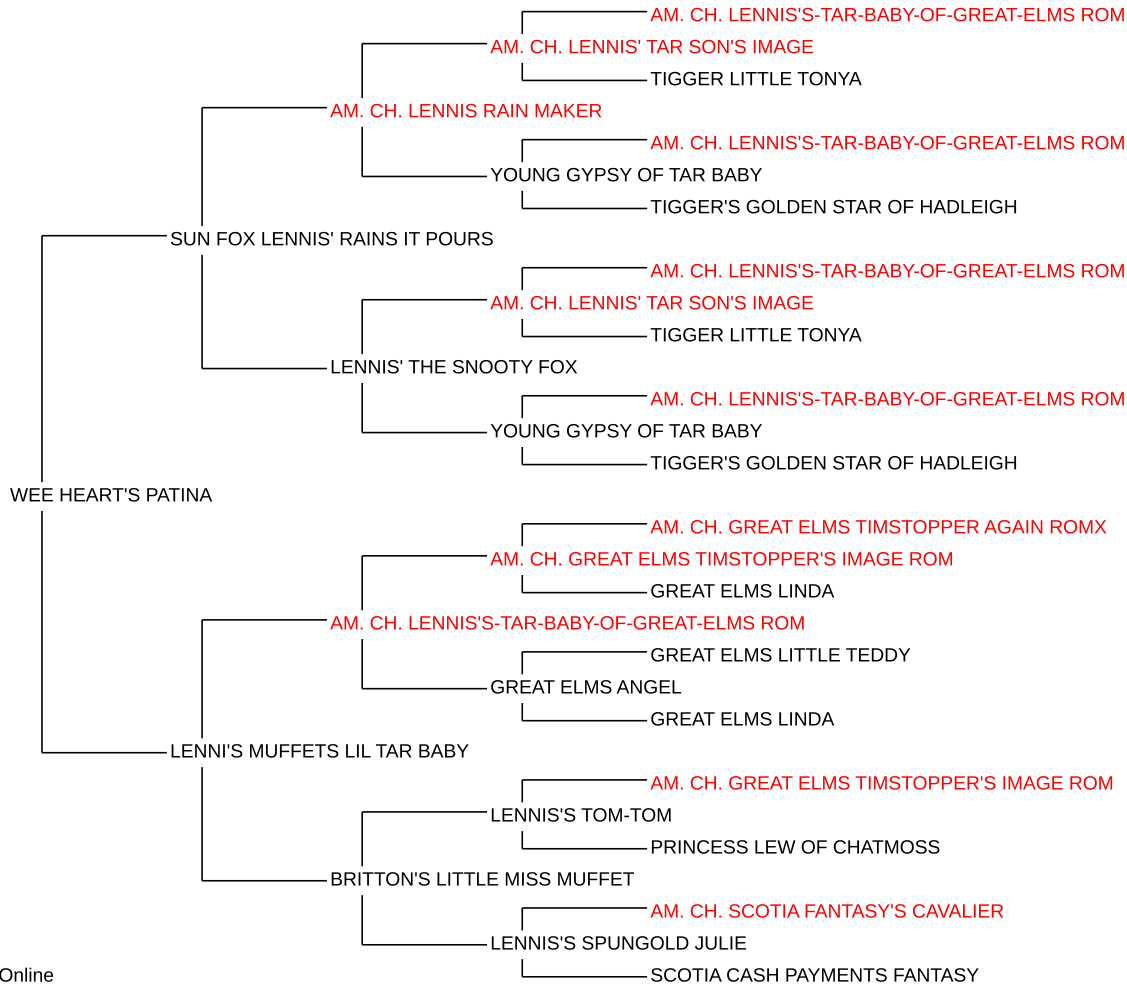 AM. CH. LENNIS'S-TAR-BABY-OF-GREAT-ELMS ROM
AM. CH. LENNIS' TAR SON'S IMAGE
TIGGER LITTLE TONYA
AM. CH. LENNIS RAIN MAKER
AM. CH. LENNIS'S-TAR-BABY-OF-GREAT-ELMS ROM
YOUNG GYPSY OF TAR BABY
TIGGER'S GOLDEN STAR OF HADLEIGH
SUN FOX LENNIS' RAINS IT POURS
AM. CH. LENNIS'S-TAR-BABY-OF-GREAT-ELMS ROM
AM. CH. LENNIS' TAR SON'S IMAGE
TIGGER LITTLE TONYA
LENNIS' THE SNOOTY FOX
AM. CH. LENNIS'S-TAR-BABY-OF-GREAT-ELMS ROM
YOUNG GYPSY OF TAR BABY
TIGGER'S GOLDEN STAR OF HADLEIGH
WEE HEART'S PATINA
AM. CH. GREAT ELMS TIMSTOPPER AGAIN ROMX
AM. CH. GREAT ELMS TIMSTOPPER'S IMAGE ROM
GREAT ELMS LINDA
AM. CH. LENNIS'S-TAR-BABY-OF-GREAT-ELMS ROM
GREAT ELMS LITTLE TEDDY
GREAT ELMS ANGEL
GREAT ELMS LINDA
LENNI'S MUFFETS LIL TAR BABY
AM. CH. GREAT ELMS TIMSTOPPER'S IMAGE ROM
LENNIS'S TOM-TOM
PRINCESS LEW OF CHATMOSS
BRITTON'S LITTLE MISS MUFFET
AM. CH. SCOTIA FANTASY'S CAVALIER
LENNIS'S SPUNGOLD JULIE
SCOTIA CASH PAYMENTS FANTASY
Online